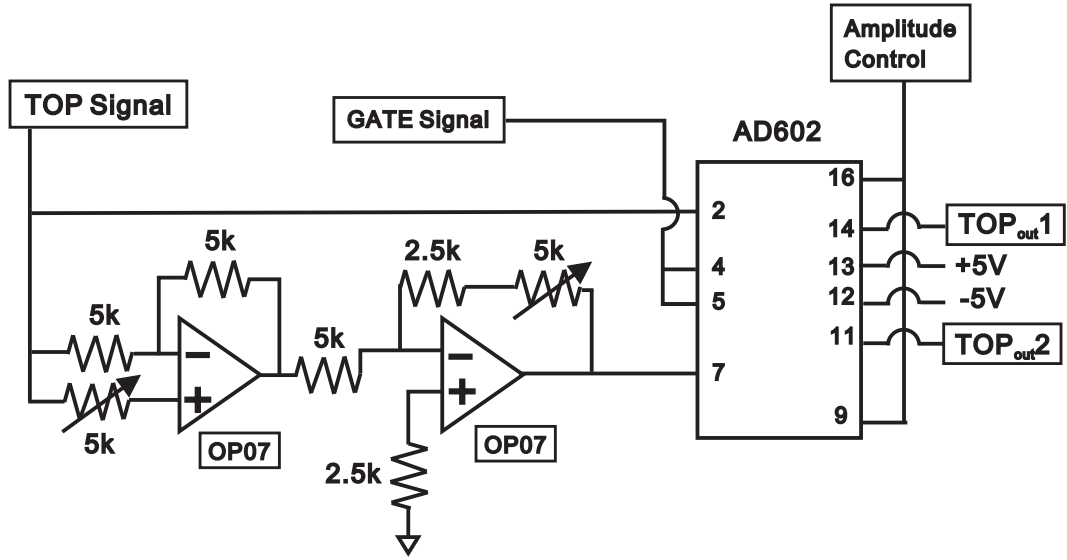 Amplitude
Control
TOP Signal
GATE Signal
AD602
16
2
14
TOPout1
5k
2.5k
5k
4
13
+5V
5
12
-5V
5k
5k
11
TOPout2
7
9
5k
OP07
OP07
2.5k